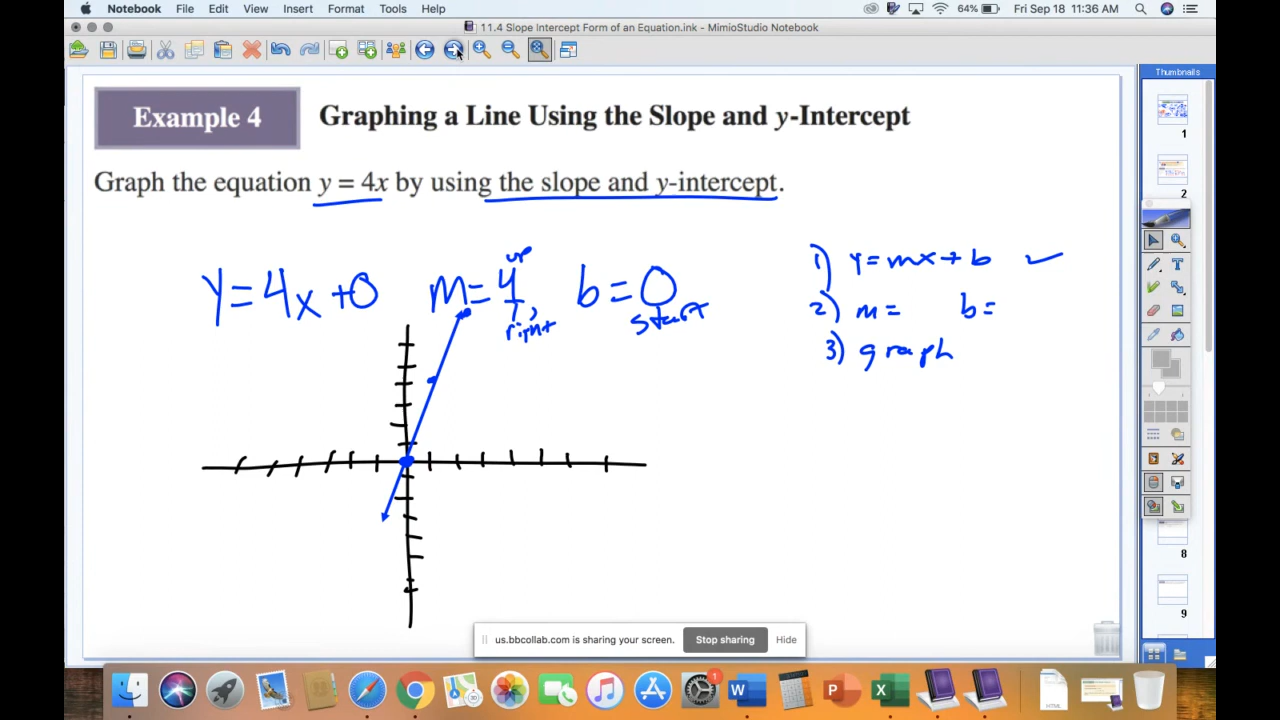 Notebook File Edit View Insert Format Tools Help 64% Fri Sep 18 11:36 AM
11.4 Slope Intercept Form of an Equation.ink - MimioStudio Notebook
Thumbnails
Example 4 Graphing a Line Using the Slope and y-Intercept
Graph the equation y = 4x by using the slope and y-intercept.
1
2
up
y=4x+0 m=4/1 b=0
right start
1) y=mx+b ✓
2) m= b=
3) graph
8
9
us.bbcollab.com is sharing your screen. Stop sharing Hide